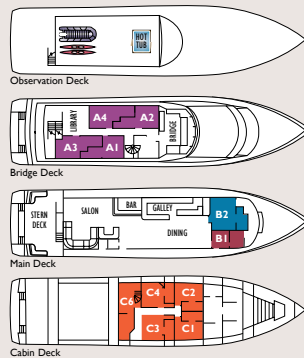 HOT
TUB
Observation Deck
LIBRARY
A4
A2
BRIDGE
A3
A1
Bridge Deck
STERN
DECK
SALON
BAR
GALLEY
DINING
B2
B1
Main Deck
C6
C4
C2
C3
C1
Cabin Deck